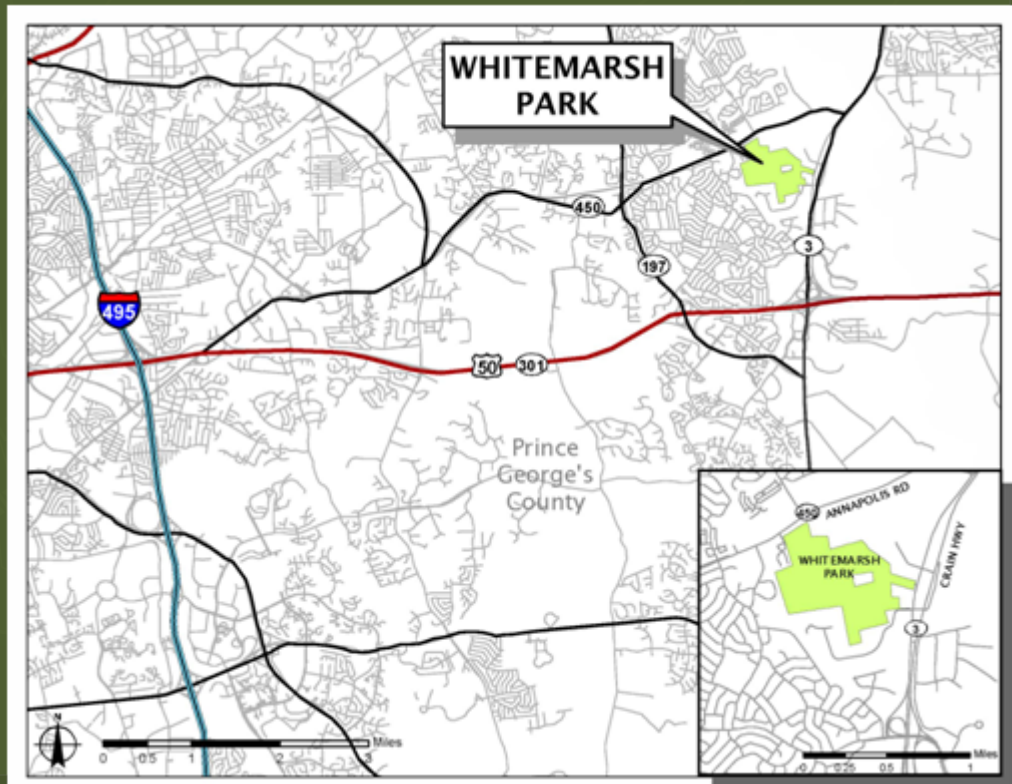 WHITEMARSH
PARK
450
197
3
495
50
301
Prince
George's
County
450
ANNAPOLIS RD
WHITEMARSH
PARK
CRAIN HWY
3
N
0 0.5 1 2 3 Miles
0 0.25 0.5 1 Miles